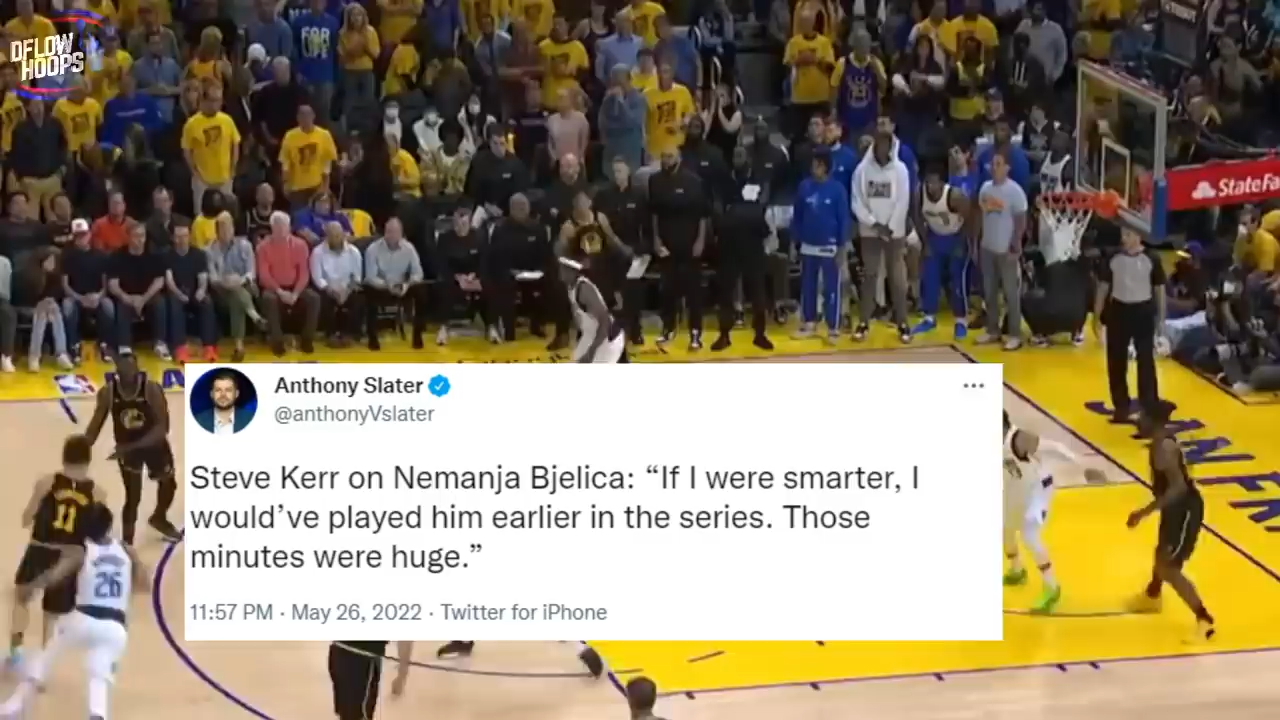 DFLOW
HOOPS
StateFa
Anthony Slater
@anthonyVslater
Steve Kerr on Nemanja Bjelica: “If I were smarter, I
would’ve played him earlier in the series. Those
minutes were huge.”
11:57 PM · May 26, 2022 · Twitter for iPhone
11
26